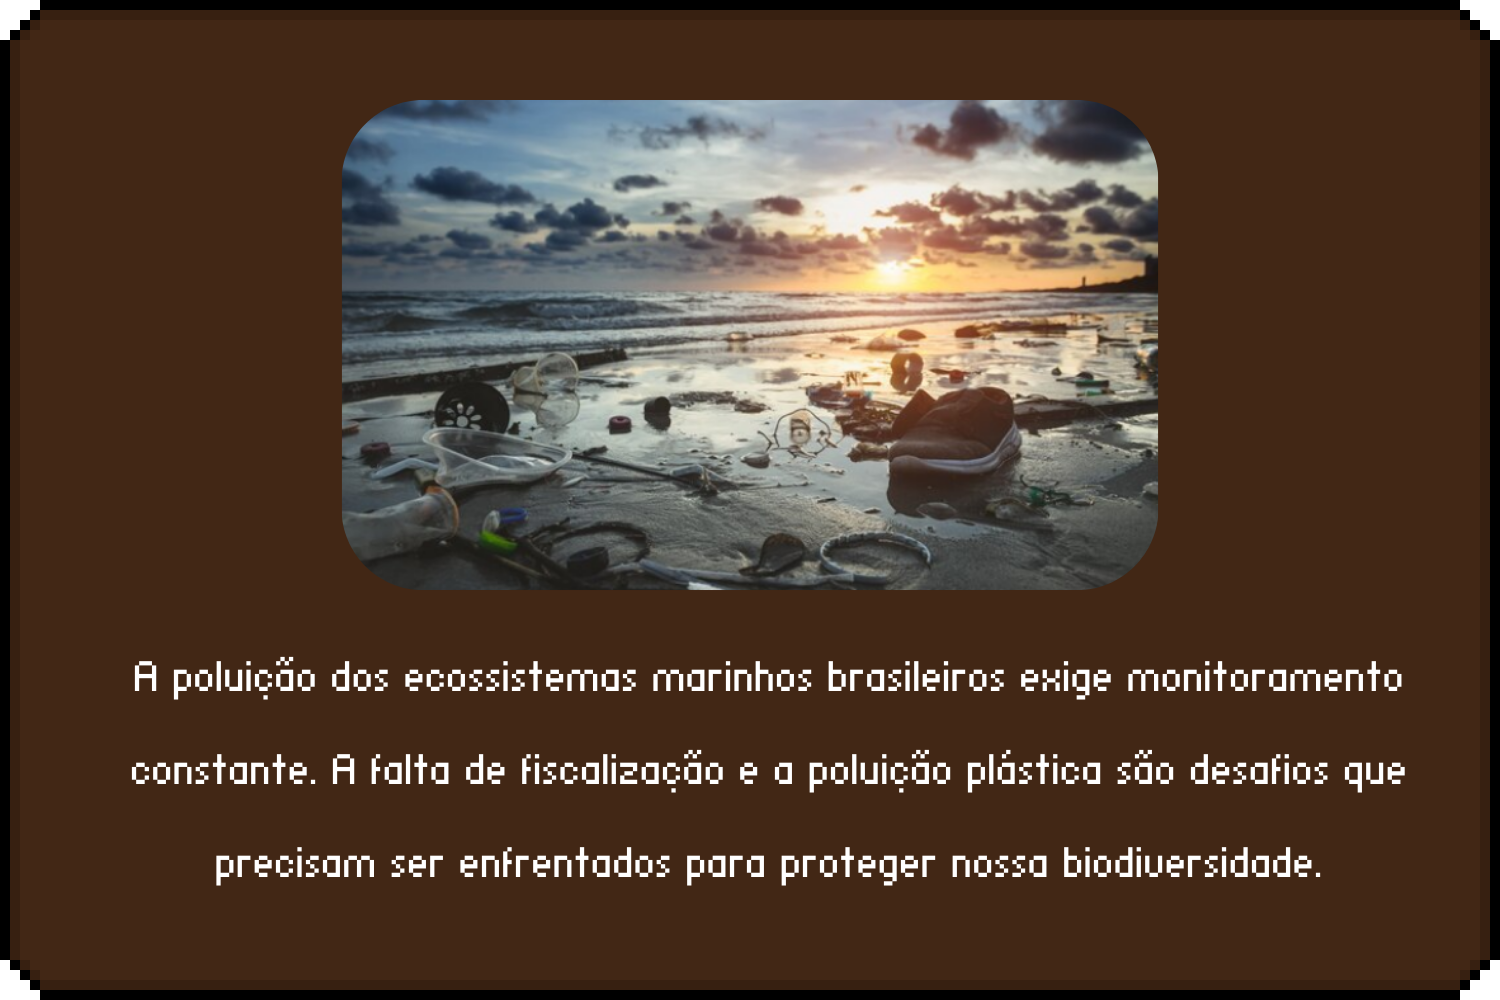 A poluição dos ecossistemas marinhos brasileiros exige monitoramento
constante. A falta de fiscalização e a poluição plástica são desafios que
precisam ser enfrentados para proteger nossa biodiversidade.